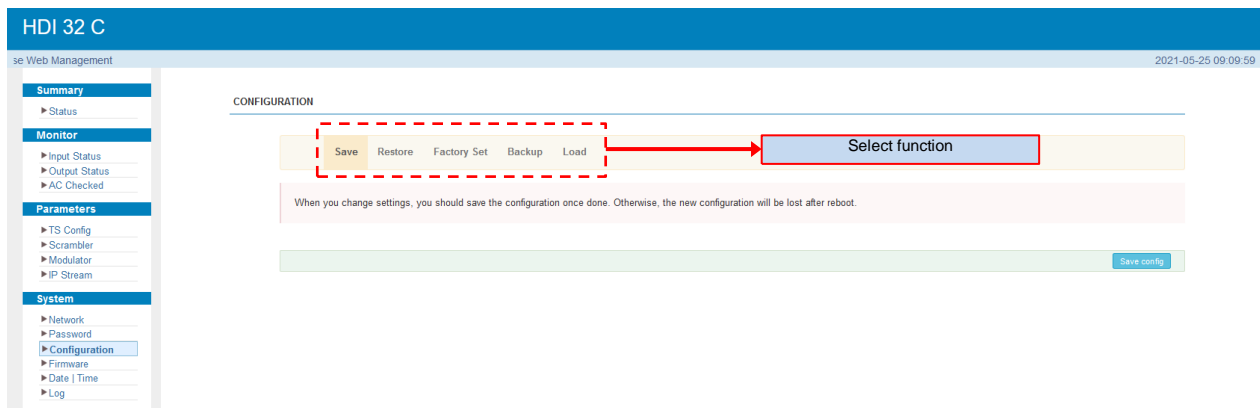 HDI 32 C
se Web Management
2021-05-25 09:09:59
Summary
Status
Monitor
Input Status
Output Status
AC Checked
Parameters
TS Config
Scrambler
Modulator
IP Stream
System
Network
Password
Configuration
Firmware
Date | Time
Log
CONFIGURATION
Save Restore Factory Set Backup Load
Select function
When you change settings, you should save the configuration once done. Otherwise, the new configuration will be lost after reboot.
Save config